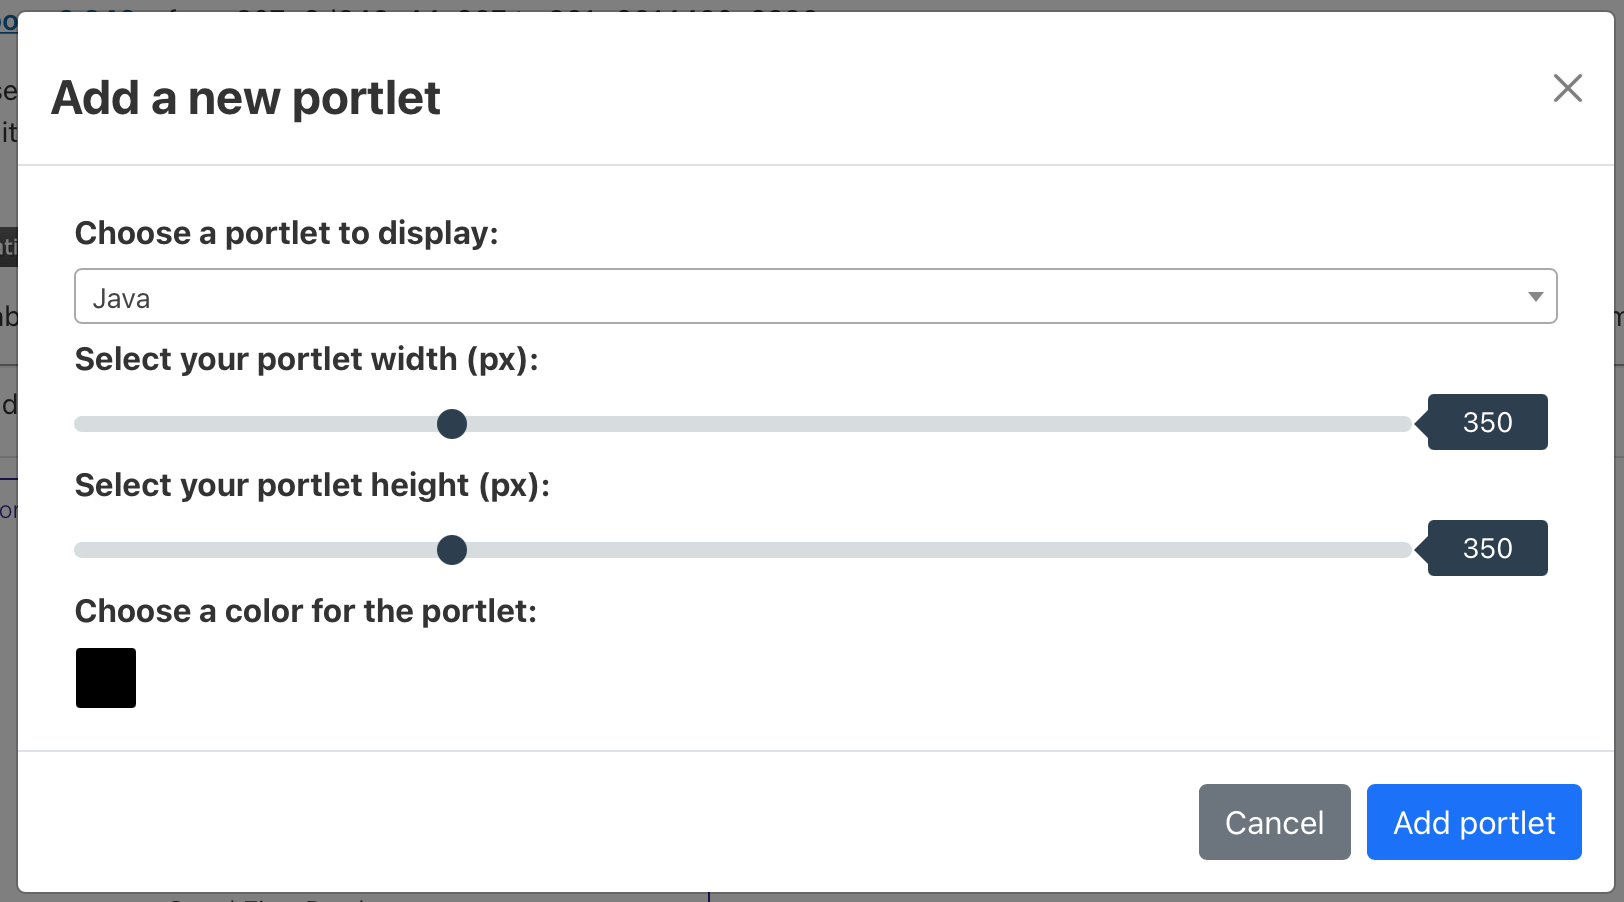 Add a new portlet
Choose a portlet to display:
Java
Select your portlet width (px):
350
Select your portlet height (px):
350
Choose a color for the portlet:
Cancel
Add portlet